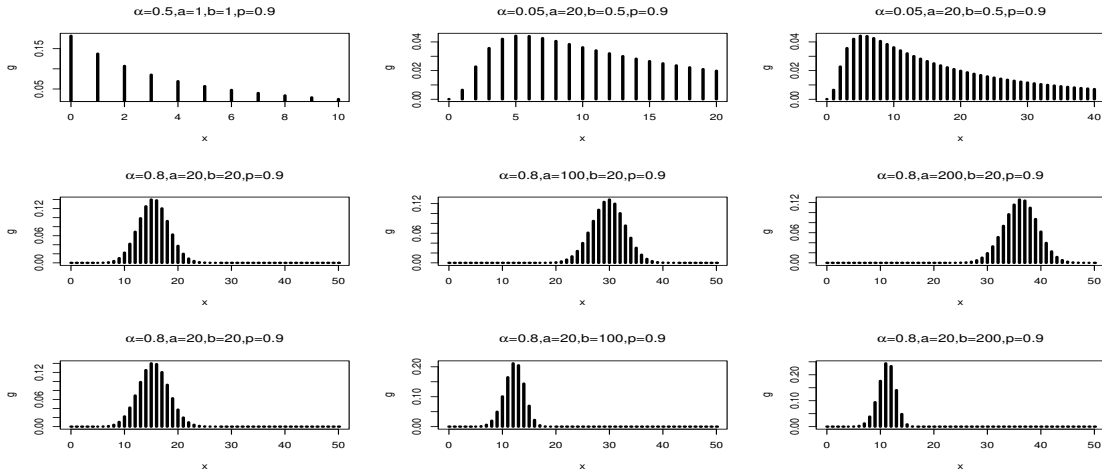 α=0.5,a=1,b=1,p=0.9
g
0.05 0.15
0 2 4 6 8 10
x
α=0.05,a=20,b=0.5,p=0.9
g
0.00 0.02 0.04
0 5 10 15 20
x
α=0.05,a=20,b=0.5,p=0.9
g
0.00 0.02 0.04
0 10 20 30 40
x
α=0.8,a=20,b=20,p=0.9
g
0.00 0.06 0.12
0 10 20 30 40 50
x
α=0.8,a=100,b=20,p=0.9
g
0.00 0.06 0.12
0 10 20 30 40 50
x
α=0.8,a=200,b=20,p=0.9
g
0.00 0.06 0.12
0 10 20 30 40 50
x
α=0.8,a=20,b=20,p=0.9
g
0.00 0.06 0.12
0 10 20 30 40 50
x
α=0.8,a=20,b=100,p=0.9
g
0.00 0.10 0.20
0 10 20 30 40 50
x
α=0.8,a=20,b=200,p=0.9
g
0.00 0.10 0.20
0 10 20 30 40 50
x